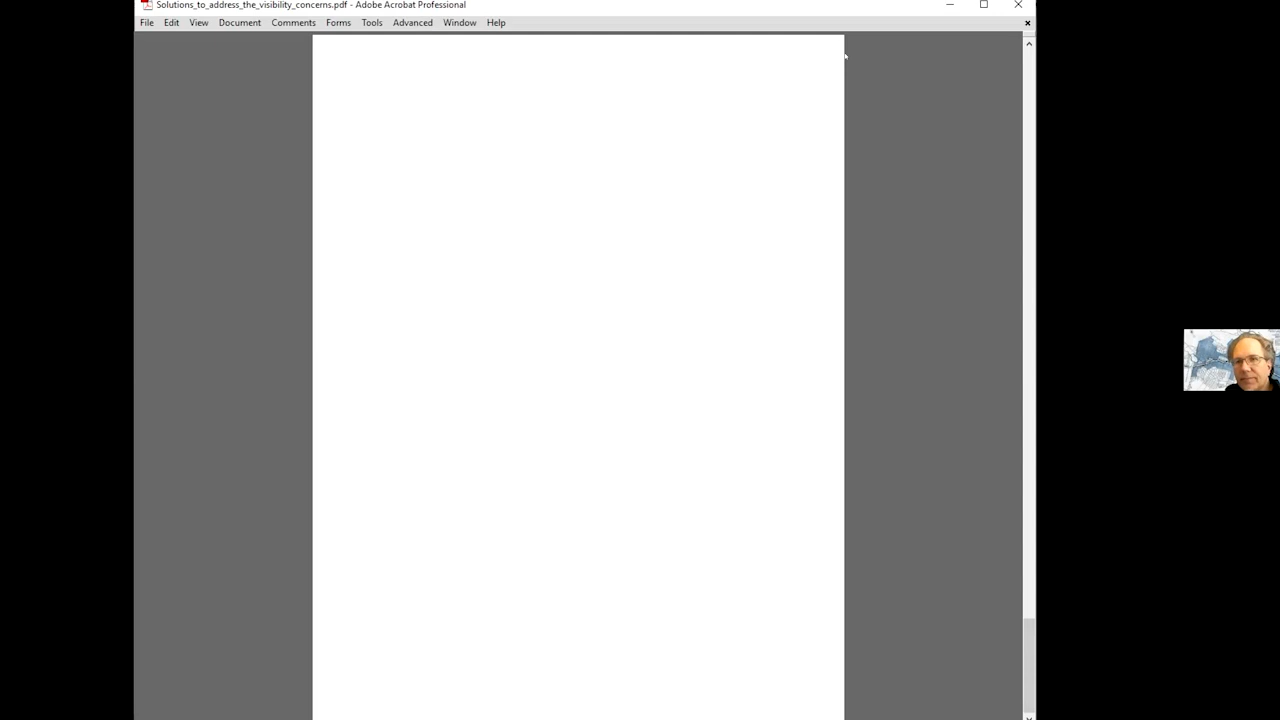 Solutions_to_address_the_visibility_concerns.pdf - Adobe Acrobat Professional
File Edit View Document Comments Forms Tools Advanced Window Help